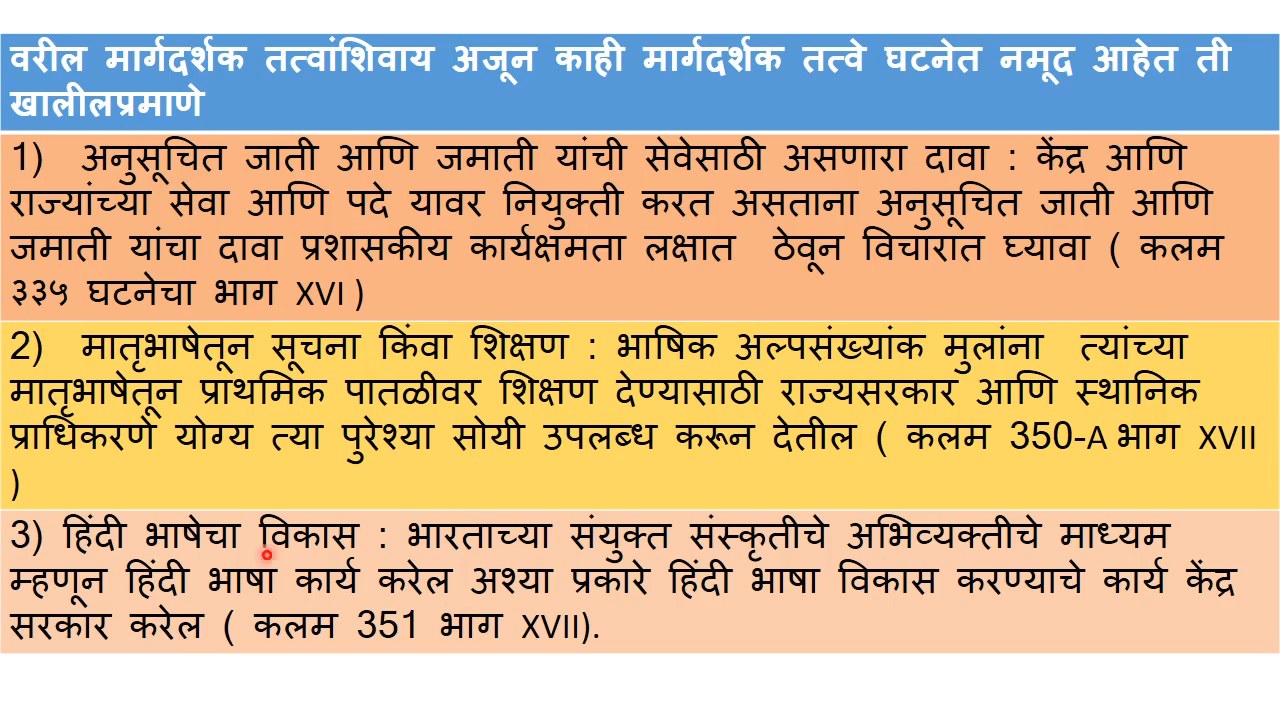 वरील मार्गदर्शक तत्वांशिवाय अजून काही मार्गदर्शक तत्वे घटनेत नमूद आहेत ती
खालीलप्रमाणे
1) अनुसूचित जाती आणि जमाती यांची सेवेसाठी असणारा दावा : केंद्र आणि
राज्यांच्या सेवा आणि पदे यावर नियुक्ती करत असताना अनुसूचित जाती आणि
जमाती यांचा दावा प्रशासकीय कार्यक्षमता लक्षात ठेवून विचारात घ्यावा ( कलम
३३५ घटनेचा भाग XVI )
2) मातृभाषेतून सूचना किंवा शिक्षण : भाषिक अल्पसंख्यांक मुलांना त्यांच्या
मातृभाषेतून प्राथमिक पातळीवर शिक्षण देण्यासाठी राज्यसरकार आणि स्थानिक
प्राधिकरणे योग्य त्या पुरेश्या सोयी उपलब्ध करून देतील ( कलम 350-A भाग XVII
)
3) हिंदी भाषेचा विकास : भारताच्या संयुक्त संस्कृतीचे अभिव्यक्तीचे माध्यम
म्हणून हिंदी भाषा कार्य करेल अश्या प्रकारे हिंदी भाषा विकास करण्याचे कार्य केंद्र
सरकार करेल ( कलम 351 भाग XVII).